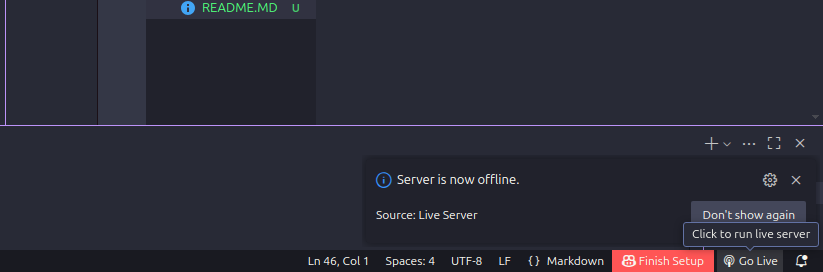 README.MD U
Server is now offline.
Source: Live Server
Don't show again
Click to run live server
Ln 46, Col 1 Spaces: 4 UTF-8 LF {} Markdown Finish Setup Go Live